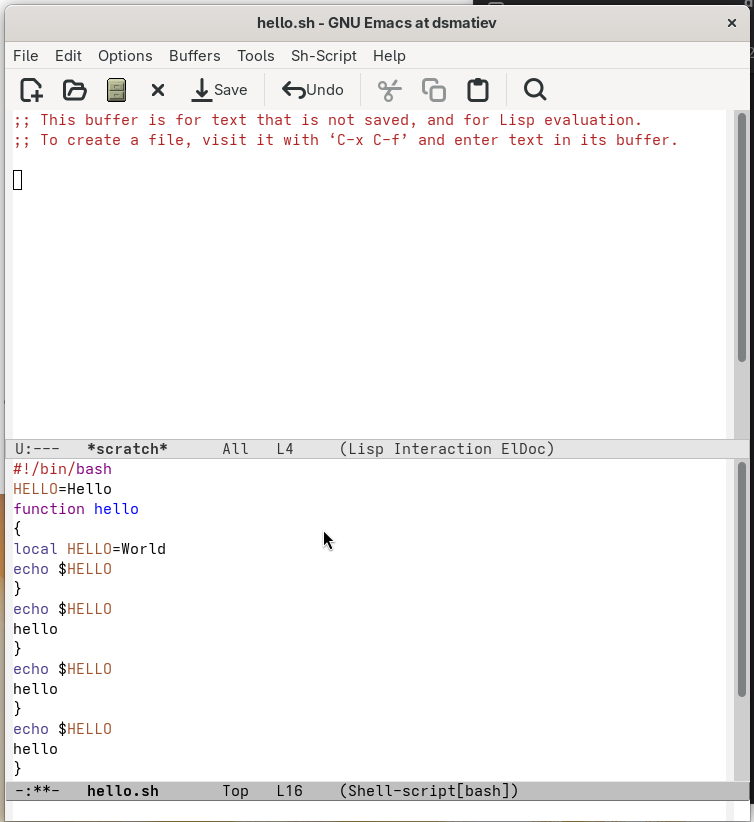 hello.sh - GNU Emacs at dsmatiev
File Edit Options Buffers Tools Sh-Script Help
Save Undo
;; This buffer is for text that is not saved, and for Lisp evaluation.
;; To create a file, visit it with ‘C-x C-f’ and enter text in its buffer.
U:--- *scratch* All L4 (Lisp Interaction ElDoc)
#!/bin/bash
HELLO=Hello
function hello
{
local HELLO=World
echo $HELLO
}
echo $HELLO
hello
}
echo $HELLO
hello
}
echo $HELLO
hello
}
-:**- hello.sh Top L16 (Shell-script[bash])